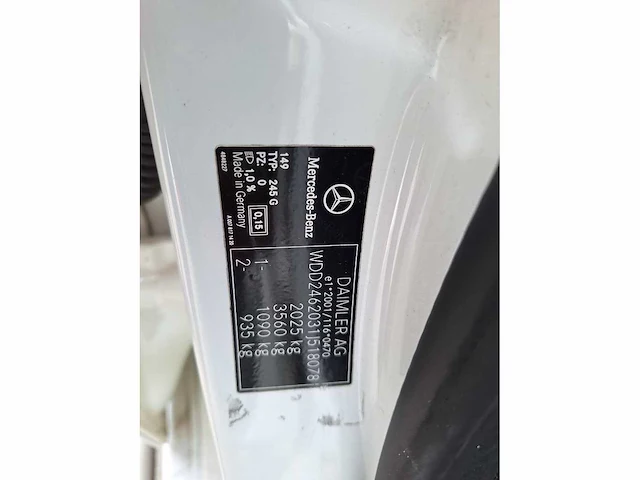 Mercedes-Benz
DAIMLER AG
e1*2001/116*0470
WDD2462031J518078
2025 kg
3560 kg
1- 1090 kg
2- 935 kg
149
TYP: 245 G
PZ: 0 0,15
1,0 % Made in Germany